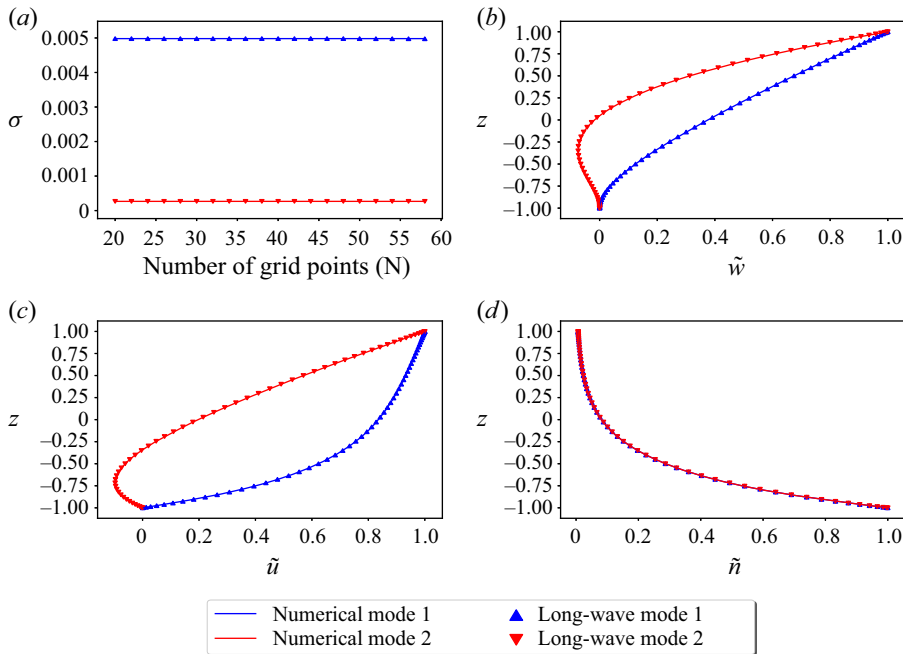 (a)
0.005
0.004
0.003
σ
0.002
0.001
0
20 25 30 35 40 45 50 55 60
Number of grid points (N)
(b)
1.00
0.75
0.50
0.25
z 0
−0.25
−0.50
−0.75
−1.00
0 0.2 0.4 0.6 0.8 1.0
w̃
(c)
1.00
0.75
0.50
0.25
z 0
−0.25
−0.50
−0.75
−1.00
0 0.2 0.4 0.6 0.8 1.0
ũ
(d)
1.00
0.75
0.50
0.25
z 0
−0.25
−0.50
−0.75
−1.00
0 0.2 0.4 0.6 0.8 1.0
ñ
Numerical mode 1
Numerical mode 2
Long-wave mode 1
Long-wave mode 2